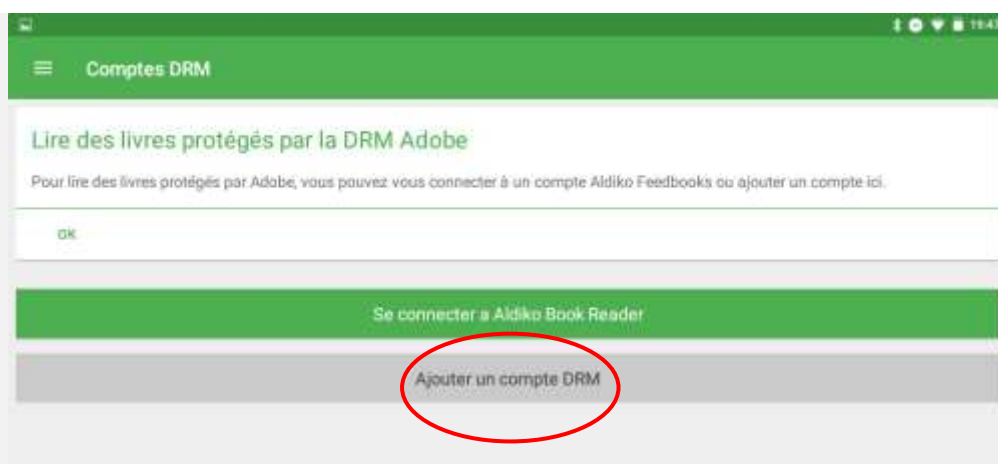 19:47
Comptes DRM
Lire des livres protégés par la DRM Adobe
Pour lire des livres protégés par Adobe, vous pouvez vous connecter à un compte Aldiko Feedbooks ou ajouter un compte ici.
OK
Se connecter a Aldiko Book Reader
Ajouter un compte DRM